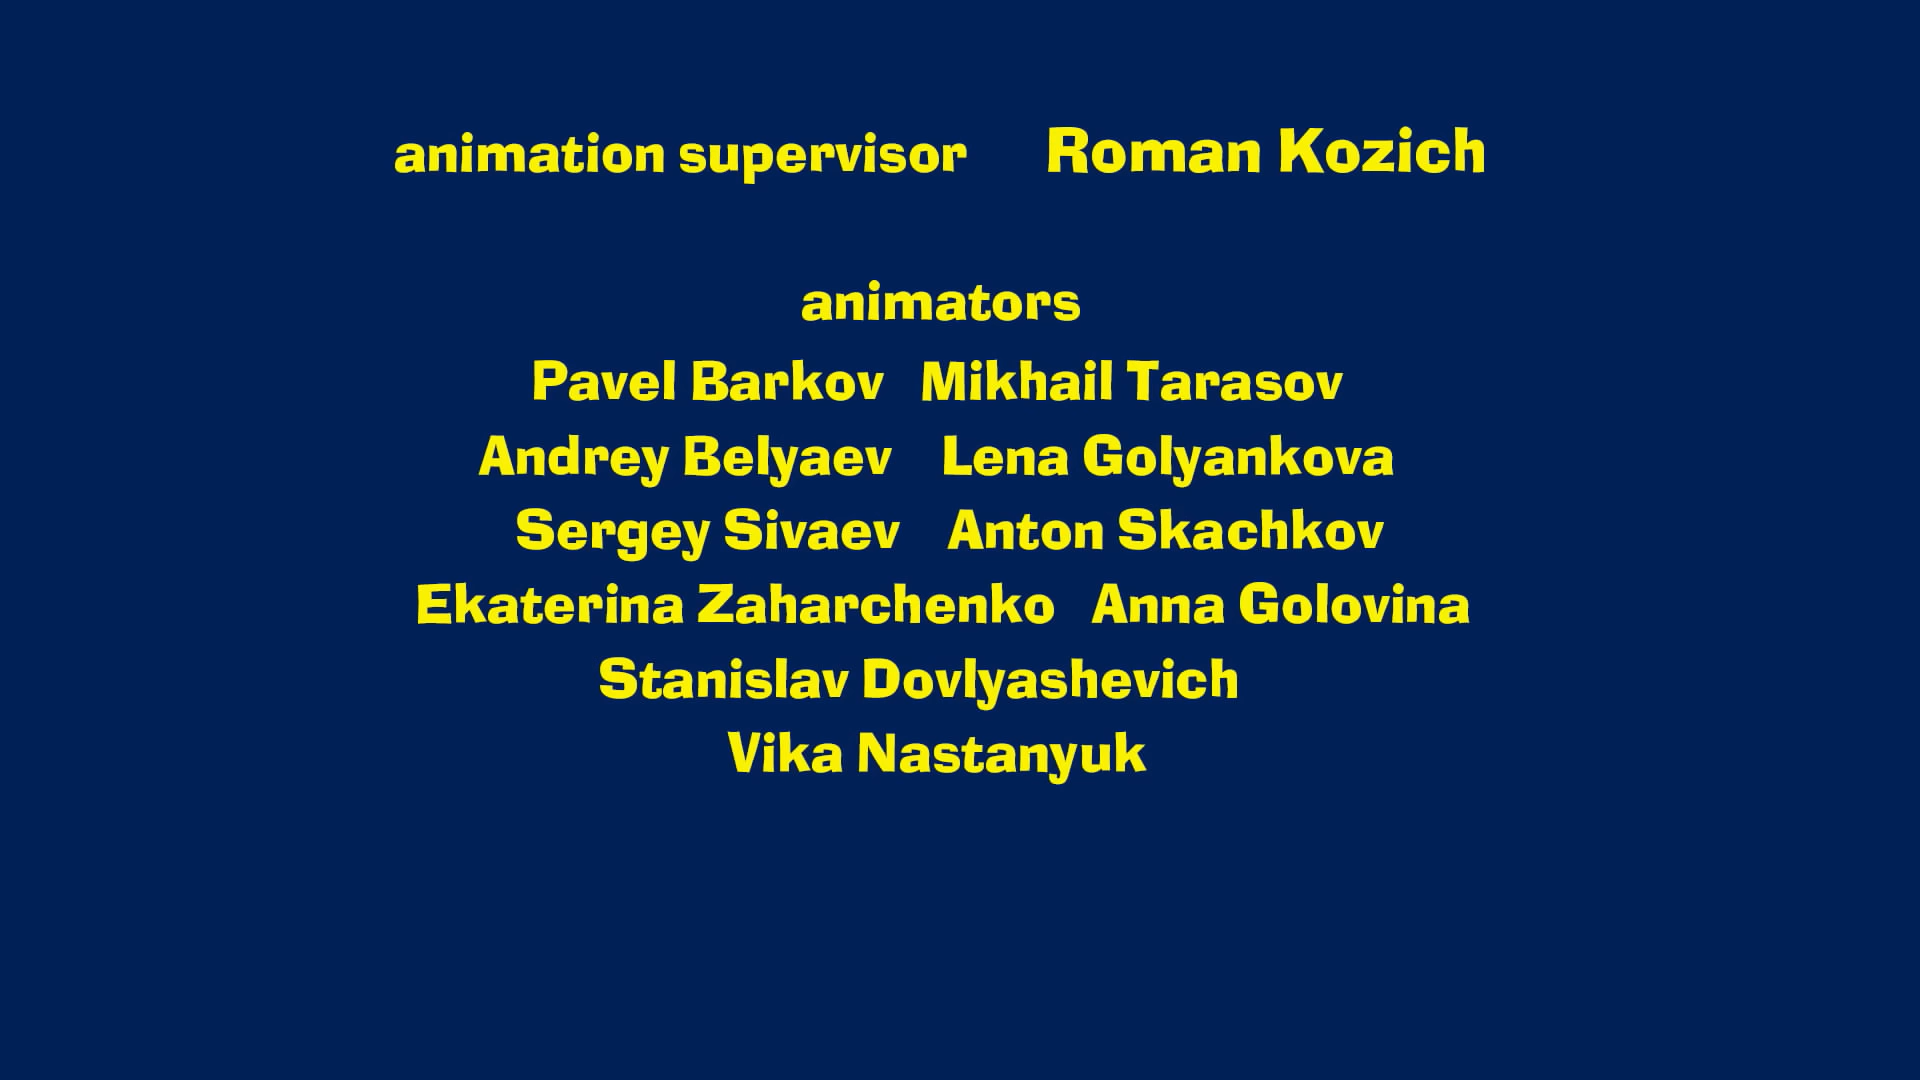 animation supervisor Roman Kozich
animators
Pavel Barkov Mikhail Tarasov
Andrey Belyaev Lena Golyankova
Sergey Sivaev Anton Skachkov
Ekaterina Zaharchenko Anna Golovina
Stanislav Dovlyashevich
Vika Nastanyuk